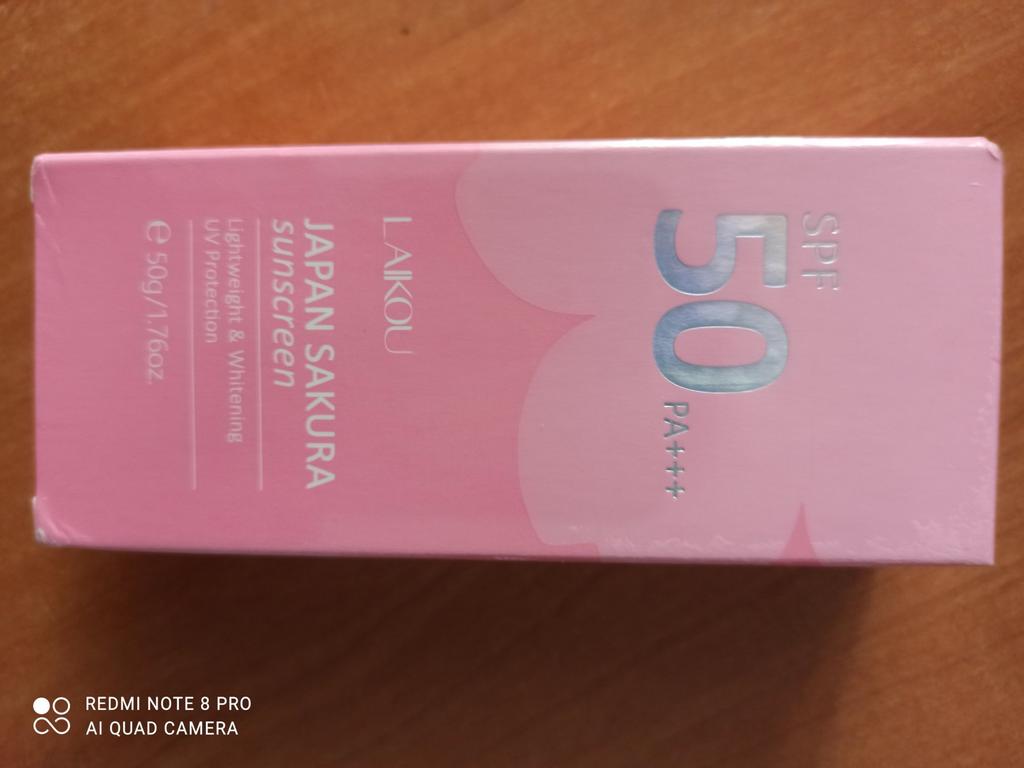 SPF
50 PA+++
LAIKOU
JAPAN SAKURA
sunscreen
Lightweight & Whitening
UV Protection
e 50g/1.76oz.
REDMI NOTE 8 PRO
AI QUAD CAMERA